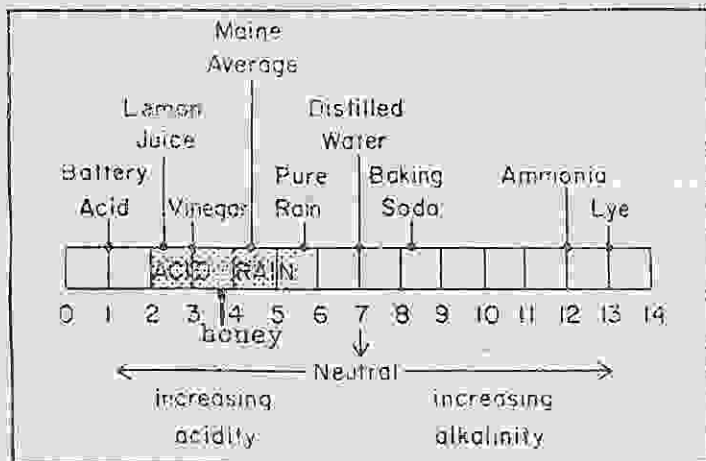 Maine
Average
Lemon
Juice
Distilled
Water
Battery
Acid
Vinegar
Pure
Rain
Baking
Soda
Ammonia
Lye
ACID RAIN
0 1 2 3 4 5 6 7 8 9 10 11 12 13 14
honey
Neutral
increasing
acidity
increasing
alkalinity